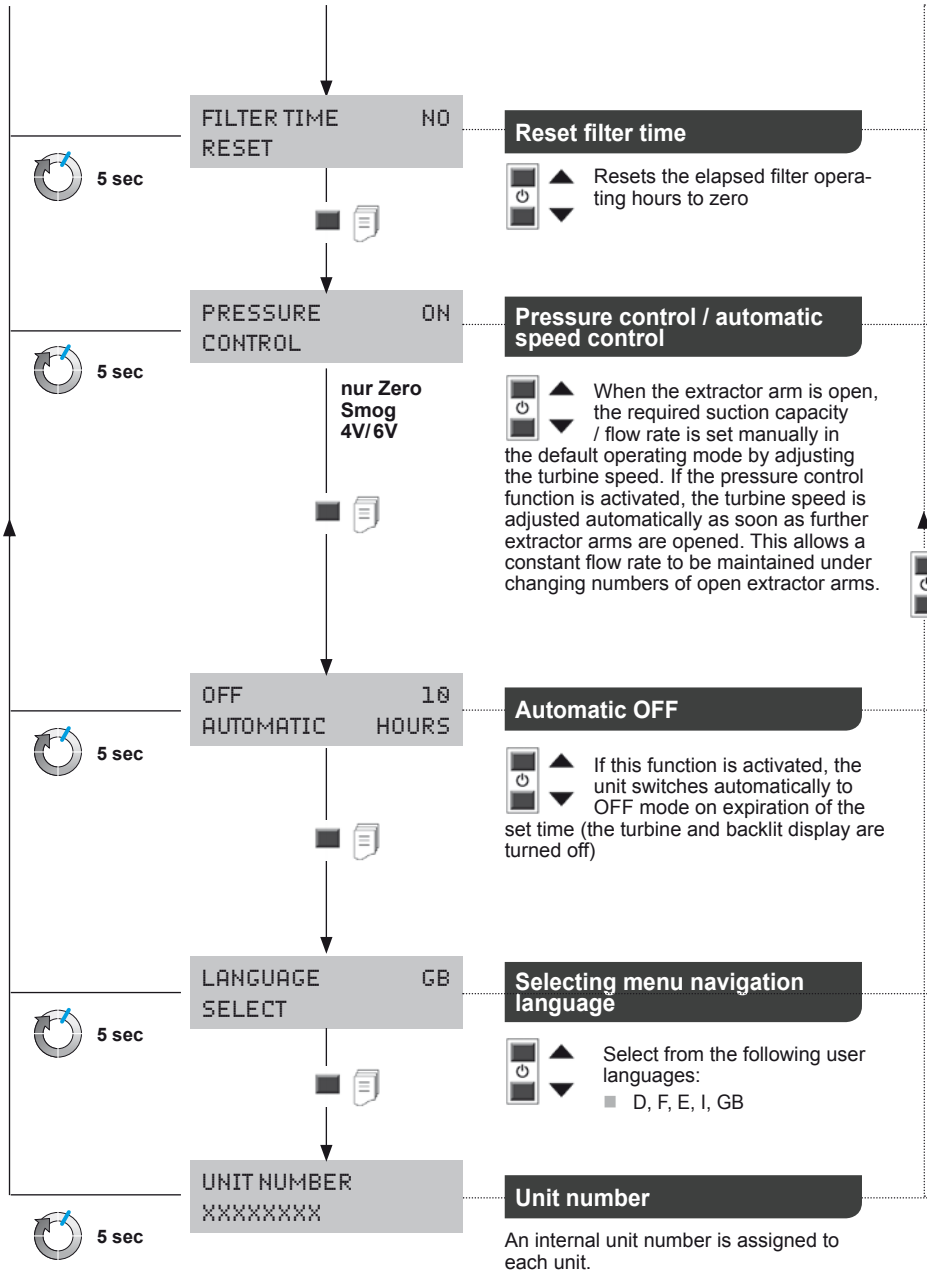 FILTER TIME NO
RESET
Reset filter time
5 sec
Resets the elapsed filter opera-
ting hours to zero
PRESSURE ON
CONTROL
Pressure control / automatic
speed control
5 sec
nur Zero
Smog
4V/ 6V
When the extractor arm is open,
the required suction capacity
/ flow rate is set manually in
the default operating mode by adjusting
the turbine speed. If the pressure control
function is activated, the turbine speed is
adjusted automatically as soon as further
extractor arms are opened. This allows a
constant flow rate to be maintained under
changing numbers of open extractor arms.
OFF 10
AUTOMATIC HOURS
Automatic OFF
5 sec
If this function is activated, the
unit switches automatically to
OFF mode on expiration of the
set time (the turbine and backlit display are
turned off)
LANGUAGE GB
SELECT
Selecting menu navigation
language
5 sec
Select from the following user
languages:
D, F, E, I, GB
UNIT NUMBER
XXXXXXXX
Unit number
5 sec
An internal unit number is assigned to
each unit.